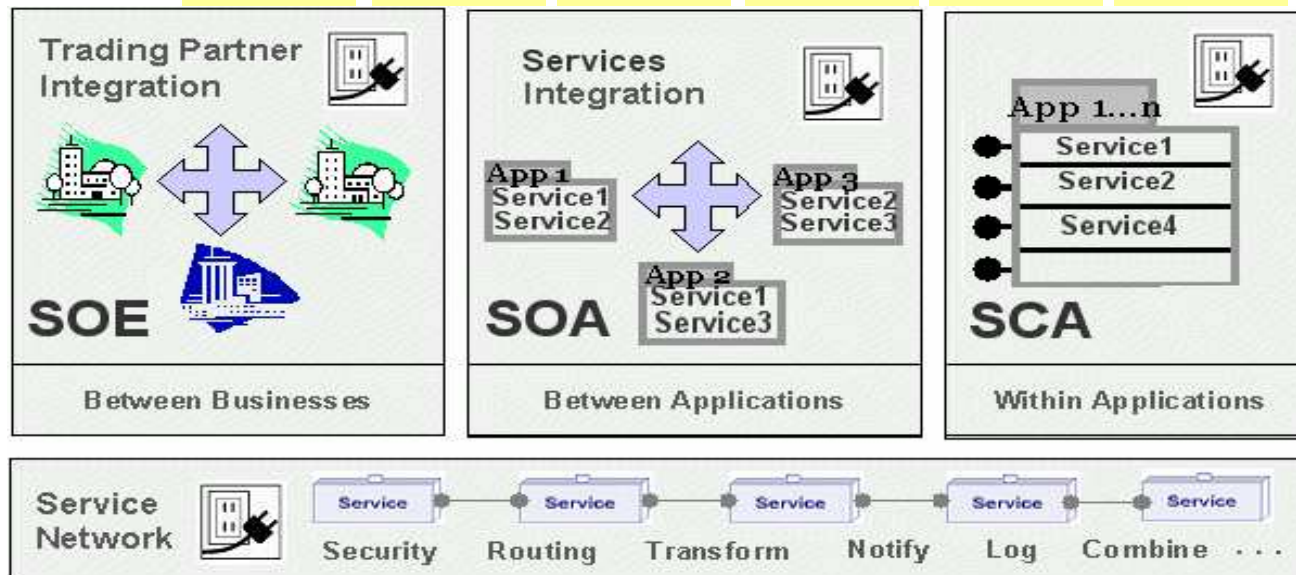 Trading Partner
Integration
SOE
Between Businesses
Services
Integration
App 1
Service1
Service2
App 3
Service2
Service3
App 2
Service1
Service3
SOA
Between Applications
App 1...n
Service1
Service2
Service4
SCA
Within Applications
Service
Network
Service Service Service Service Service
Security Routing Transform Notify Log Combine . . .